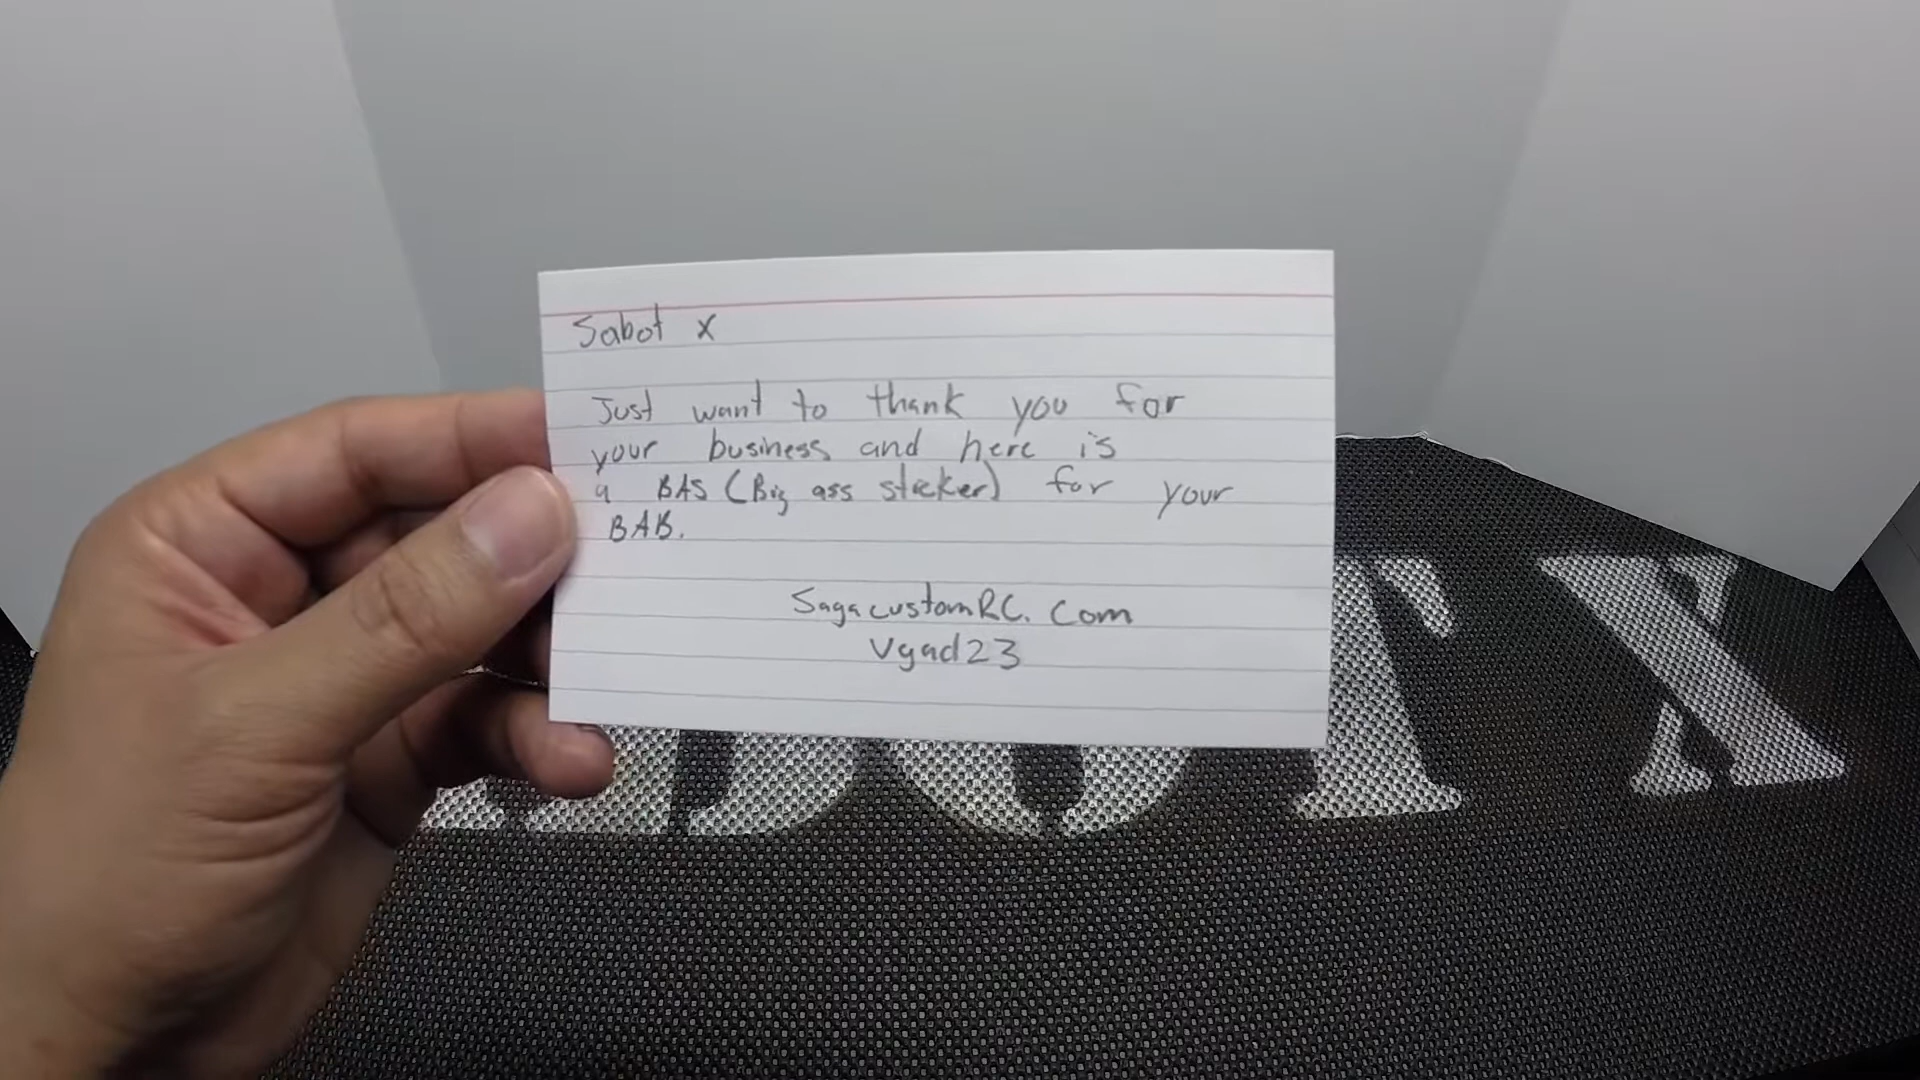 Sabot x
Just want to thank you for
your business and here is
a BAS (Big ass sticker) for your
BAB.
SagacustomRC. Com
Vgad23
BOT X